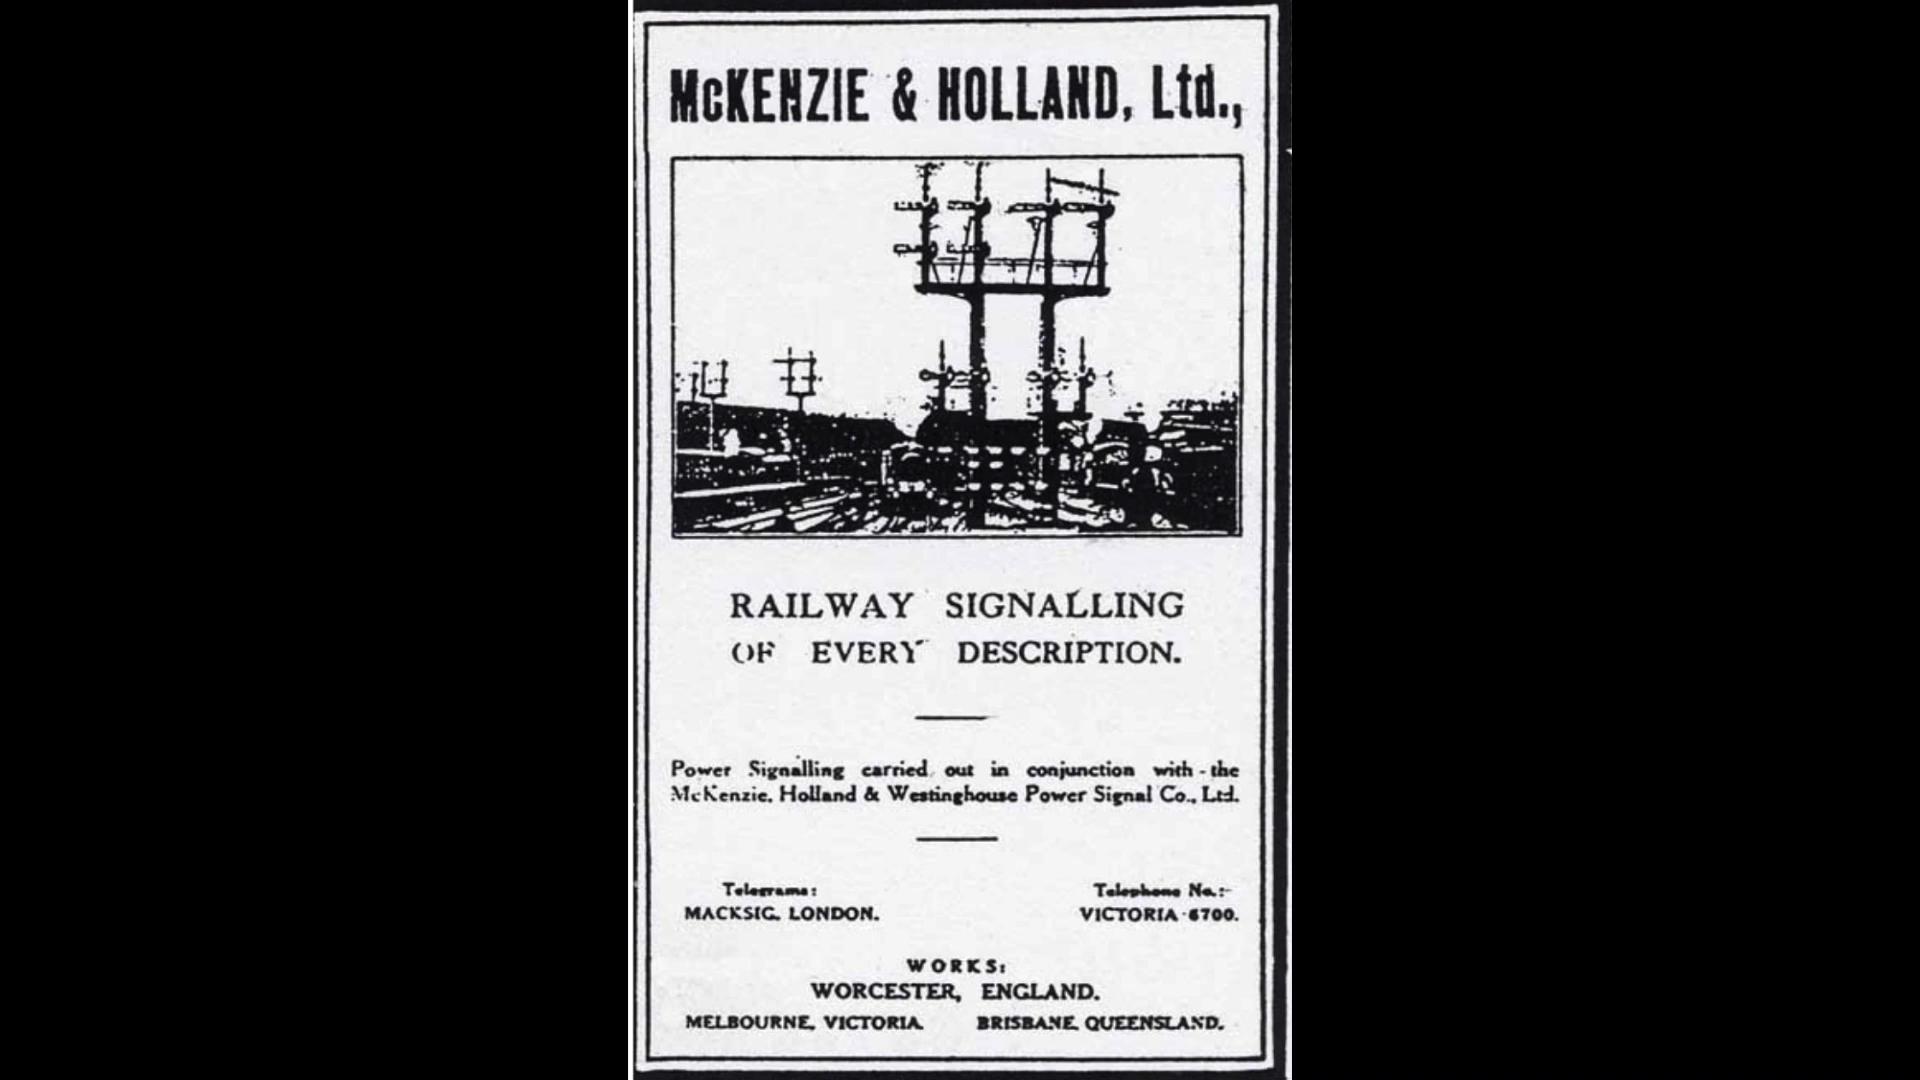 McKENZIE & HOLLAND, Ltd.,
RAILWAY SIGNALLING
OF EVERY DESCRIPTION.
Power Signalling carried out in conjunction with - the
McKenzie, Holland & Westinghouse Power Signal Co., Ltd.
Telegrams: Telephone No.:-
MACKSIG, LONDON. VICTORIA 6700.
WORKS:
WORCESTER, ENGLAND.
MELBOURNE, VICTORIA. BRISBANE, QUEENSLAND.